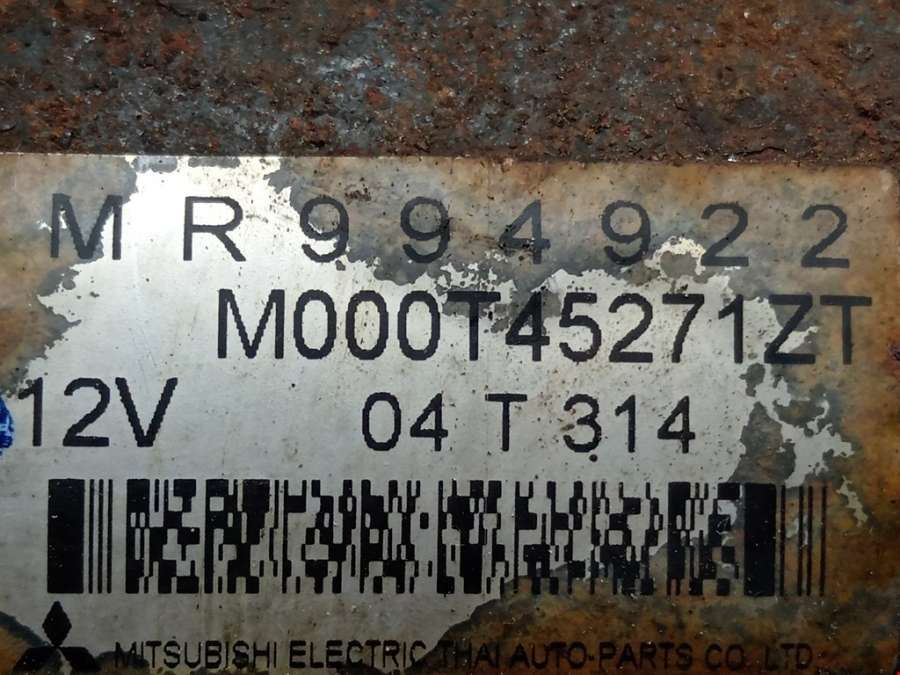 MR994922
M000T45271ZT
12V 04 T 314
MITSUBISHI ELECTRIC THAI AUTO-PARTS CO. LTD.